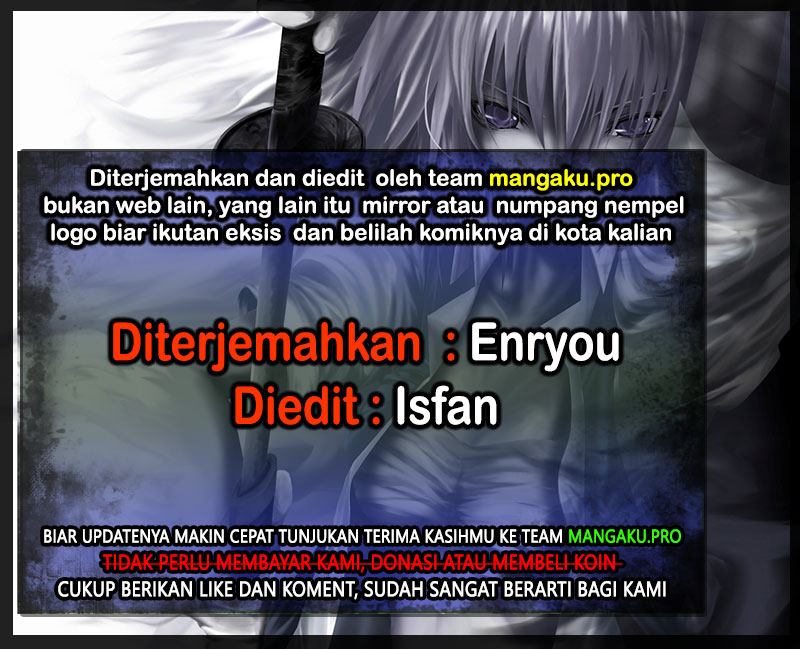 Diterjemahkan dan diedit oleh team mangaku.pro
bukan web lain, yang lain itu mirror atau numpang nempel
logo biar ikutan eksis dan belilah komiknya di kota kalian
Diterjemahkan : Enryou
Diedit : Isfan
BIAR UPDATENYA MAKIN CEPAT TUNJUKAN TERIMA KASIHMU KE TEAM MANGAKU.PRO
TIDAK PERLU MEMBAYAR KAMI, DONASI ATAU MEMBELI KOIN
CUKUP BERIKAN LIKE DAN KOMENT, SUDAH SANGAT BERARTI BAGI KAMI